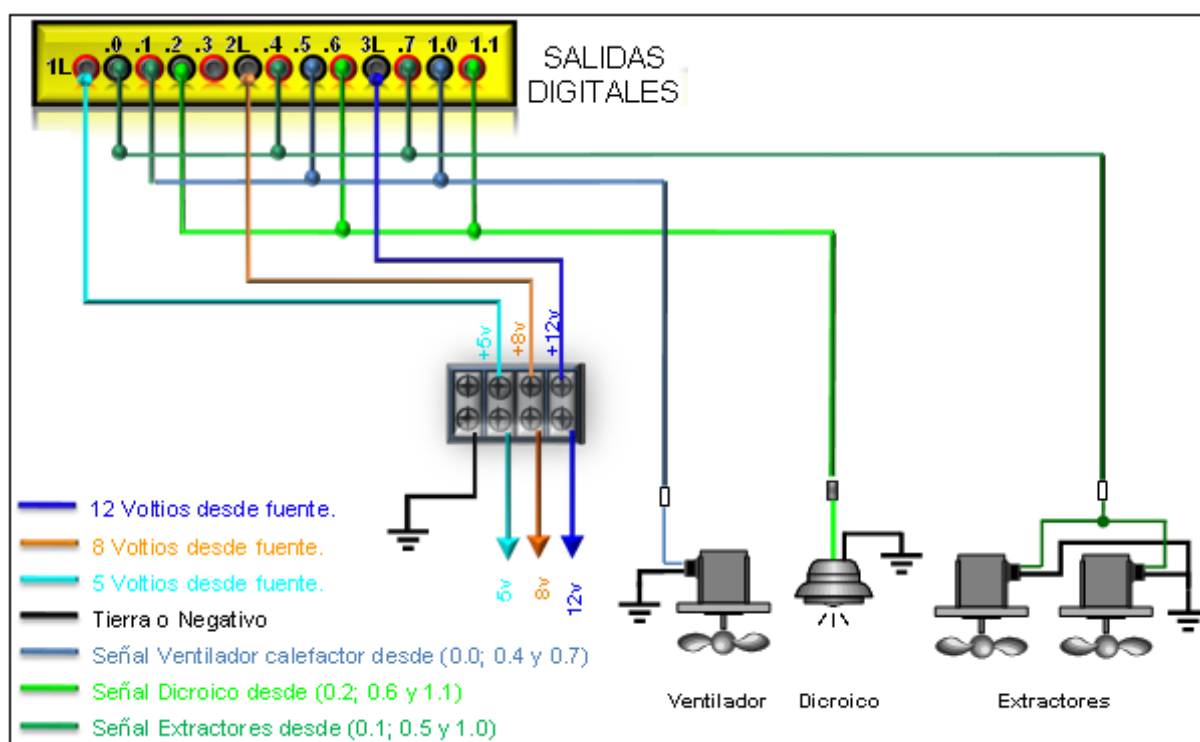 .0 .1 .2 .3 2L .4 .5 .6 3L .7 1.0 1.1
1L
SALIDAS
DIGITALES
+5v
+8v
+12v
5v
8v
12v
12 Voltios desde fuente.
8 Voltios desde fuente.
5 Voltios desde fuente.
Tierra o Negativo
Señal Ventilador calefactor desde (0.0; 0.4 y 0.7)
Señal Dicroico desde (0.2; 0.6 y 1.1)
Señal Extractores desde (0.1; 0.5 y 1.0)
Ventilador
Dicroico
Extractores